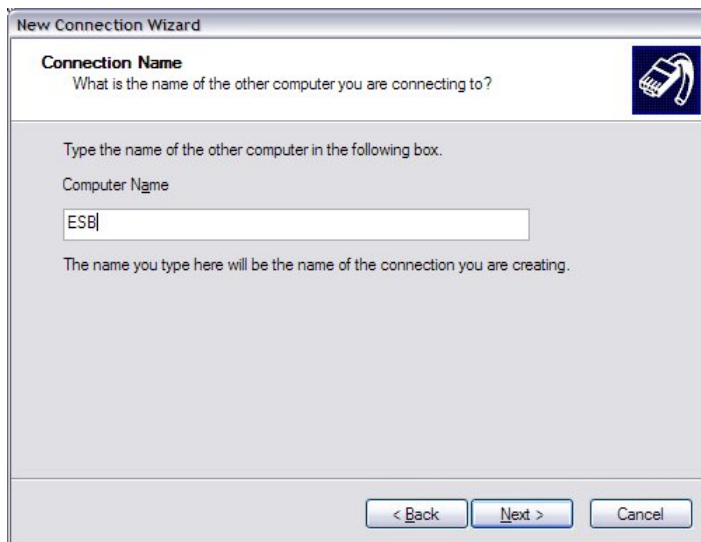 New Connection Wizard
Connection Name
What is the name of the other computer you are connecting to?
Type the name of the other computer in the following box.
Computer Name
ESB
The name you type here will be the name of the connection you are creating.
< Back Next > Cancel